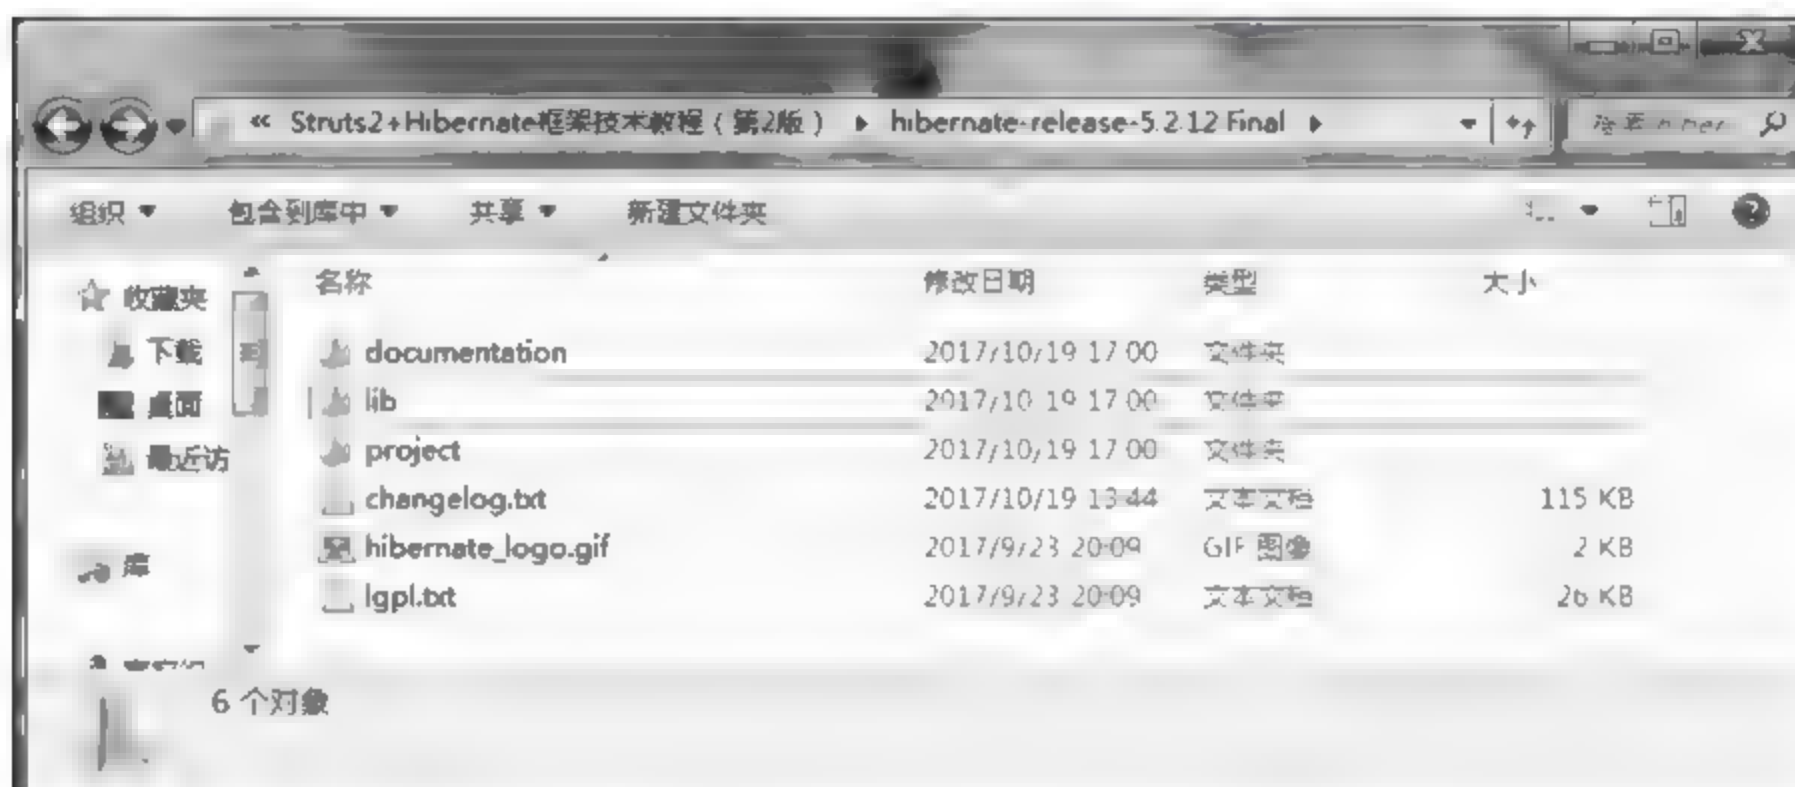 « Struts2+Hibernate框架技术教程（第2版） ▸ hibernate-release-5.2.12.Final ▸
组织 包含到库中 共享 新建文件夹
名称 修改日期 类型 大小
收藏夹
下载
桌面
最近访
库
documentation 2017/10/19 17:00 文件夹
lib 2017/10/19 17:00 文件夹
project 2017/10/19 17:00 文件夹
changelog.txt 2017/10/19 13:44 文本文档 115 KB
hibernate_logo.gif 2017/9/23 20:09 GIF 图像 2 KB
lgpl.txt 2017/9/23 20:09 文本文档 26 KB
6 个对象